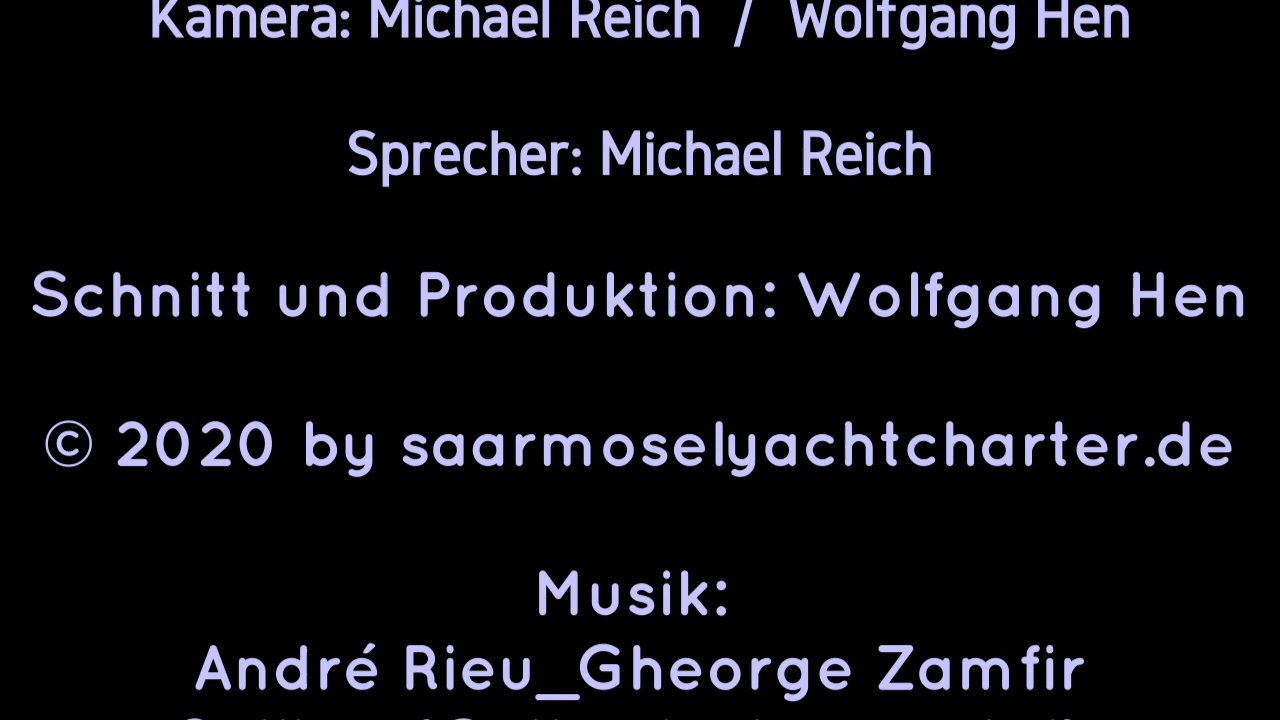 Kamera: Michael Reich / Wolfgang Hen
Sprecher: Michael Reich
Schnitt und Produktion: Wolfgang Hen
© 2020 by saarmoselyachtcharter.de
Musik:
André Rieu_Gheorge Zamfir